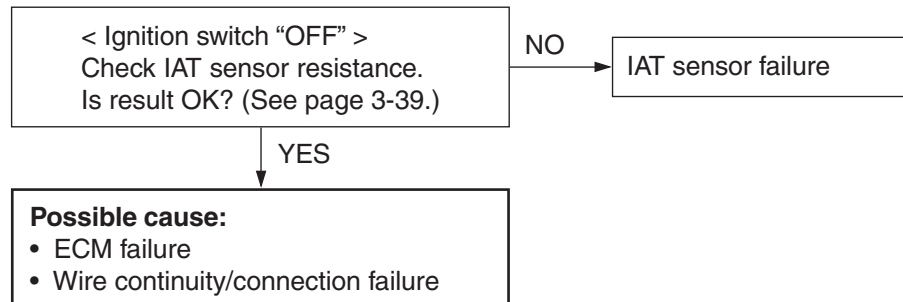 < Ignition switch “OFF” >
Check IAT sensor resistance.
Is result OK? (See page 3-39.)
NO
IAT sensor failure
YES
Possible cause:
• ECM failure
• Wire continuity/connection failure